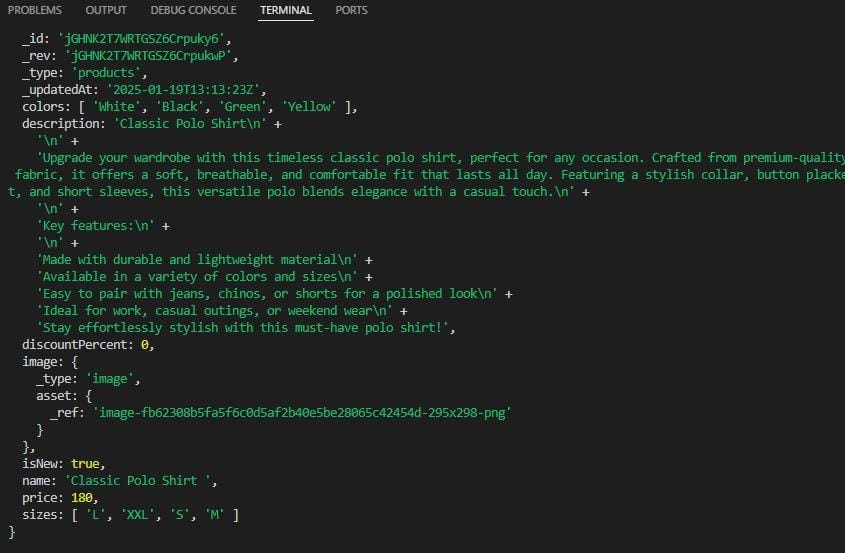 PROBLEMS OUTPUT DEBUG CONSOLE TERMINAL PORTS
_id: 'jGHNK2T7WRTGSZ6Crpuky6',
_rev: 'jGHNK2T7WRTGSZ6CrpukwP',
_type: 'products',
_updatedAt: '2025-01-19T13:13:23Z',
colors: [ 'White', 'Black', 'Green', 'Yellow' ],
description: 'Classic Polo Shirt\n' +
'\n' +
'Upgrade your wardrobe with this timeless classic polo shirt, perfect for any occasion. Crafted from premium-quality
fabric, it offers a soft, breathable, and comfortable fit that lasts all day. Featuring a stylish collar, button placke
t, and short sleeves, this versatile polo blends elegance with a casual touch.\n' +
'\n' +
'Key features:\n' +
'\n' +
'Made with durable and lightweight material\n' +
'Available in a variety of colors and sizes\n' +
'Easy to pair with jeans, chinos, or shorts for a polished look\n' +
'Ideal for work, casual outings, or weekend wear\n' +
'Stay effortlessly stylish with this must-have polo shirt!',
discountPercent: 0,
image: {
_type: 'image',
asset: {
_ref: 'image-fb62308b5fa5f6c0d5af2b40e5be28065c42454d-295x298-png'
}
},
isNew: true,
name: 'Classic Polo Shirt ',
price: 180,
sizes: [ 'L', 'XXL', 'S', 'M' ]
}